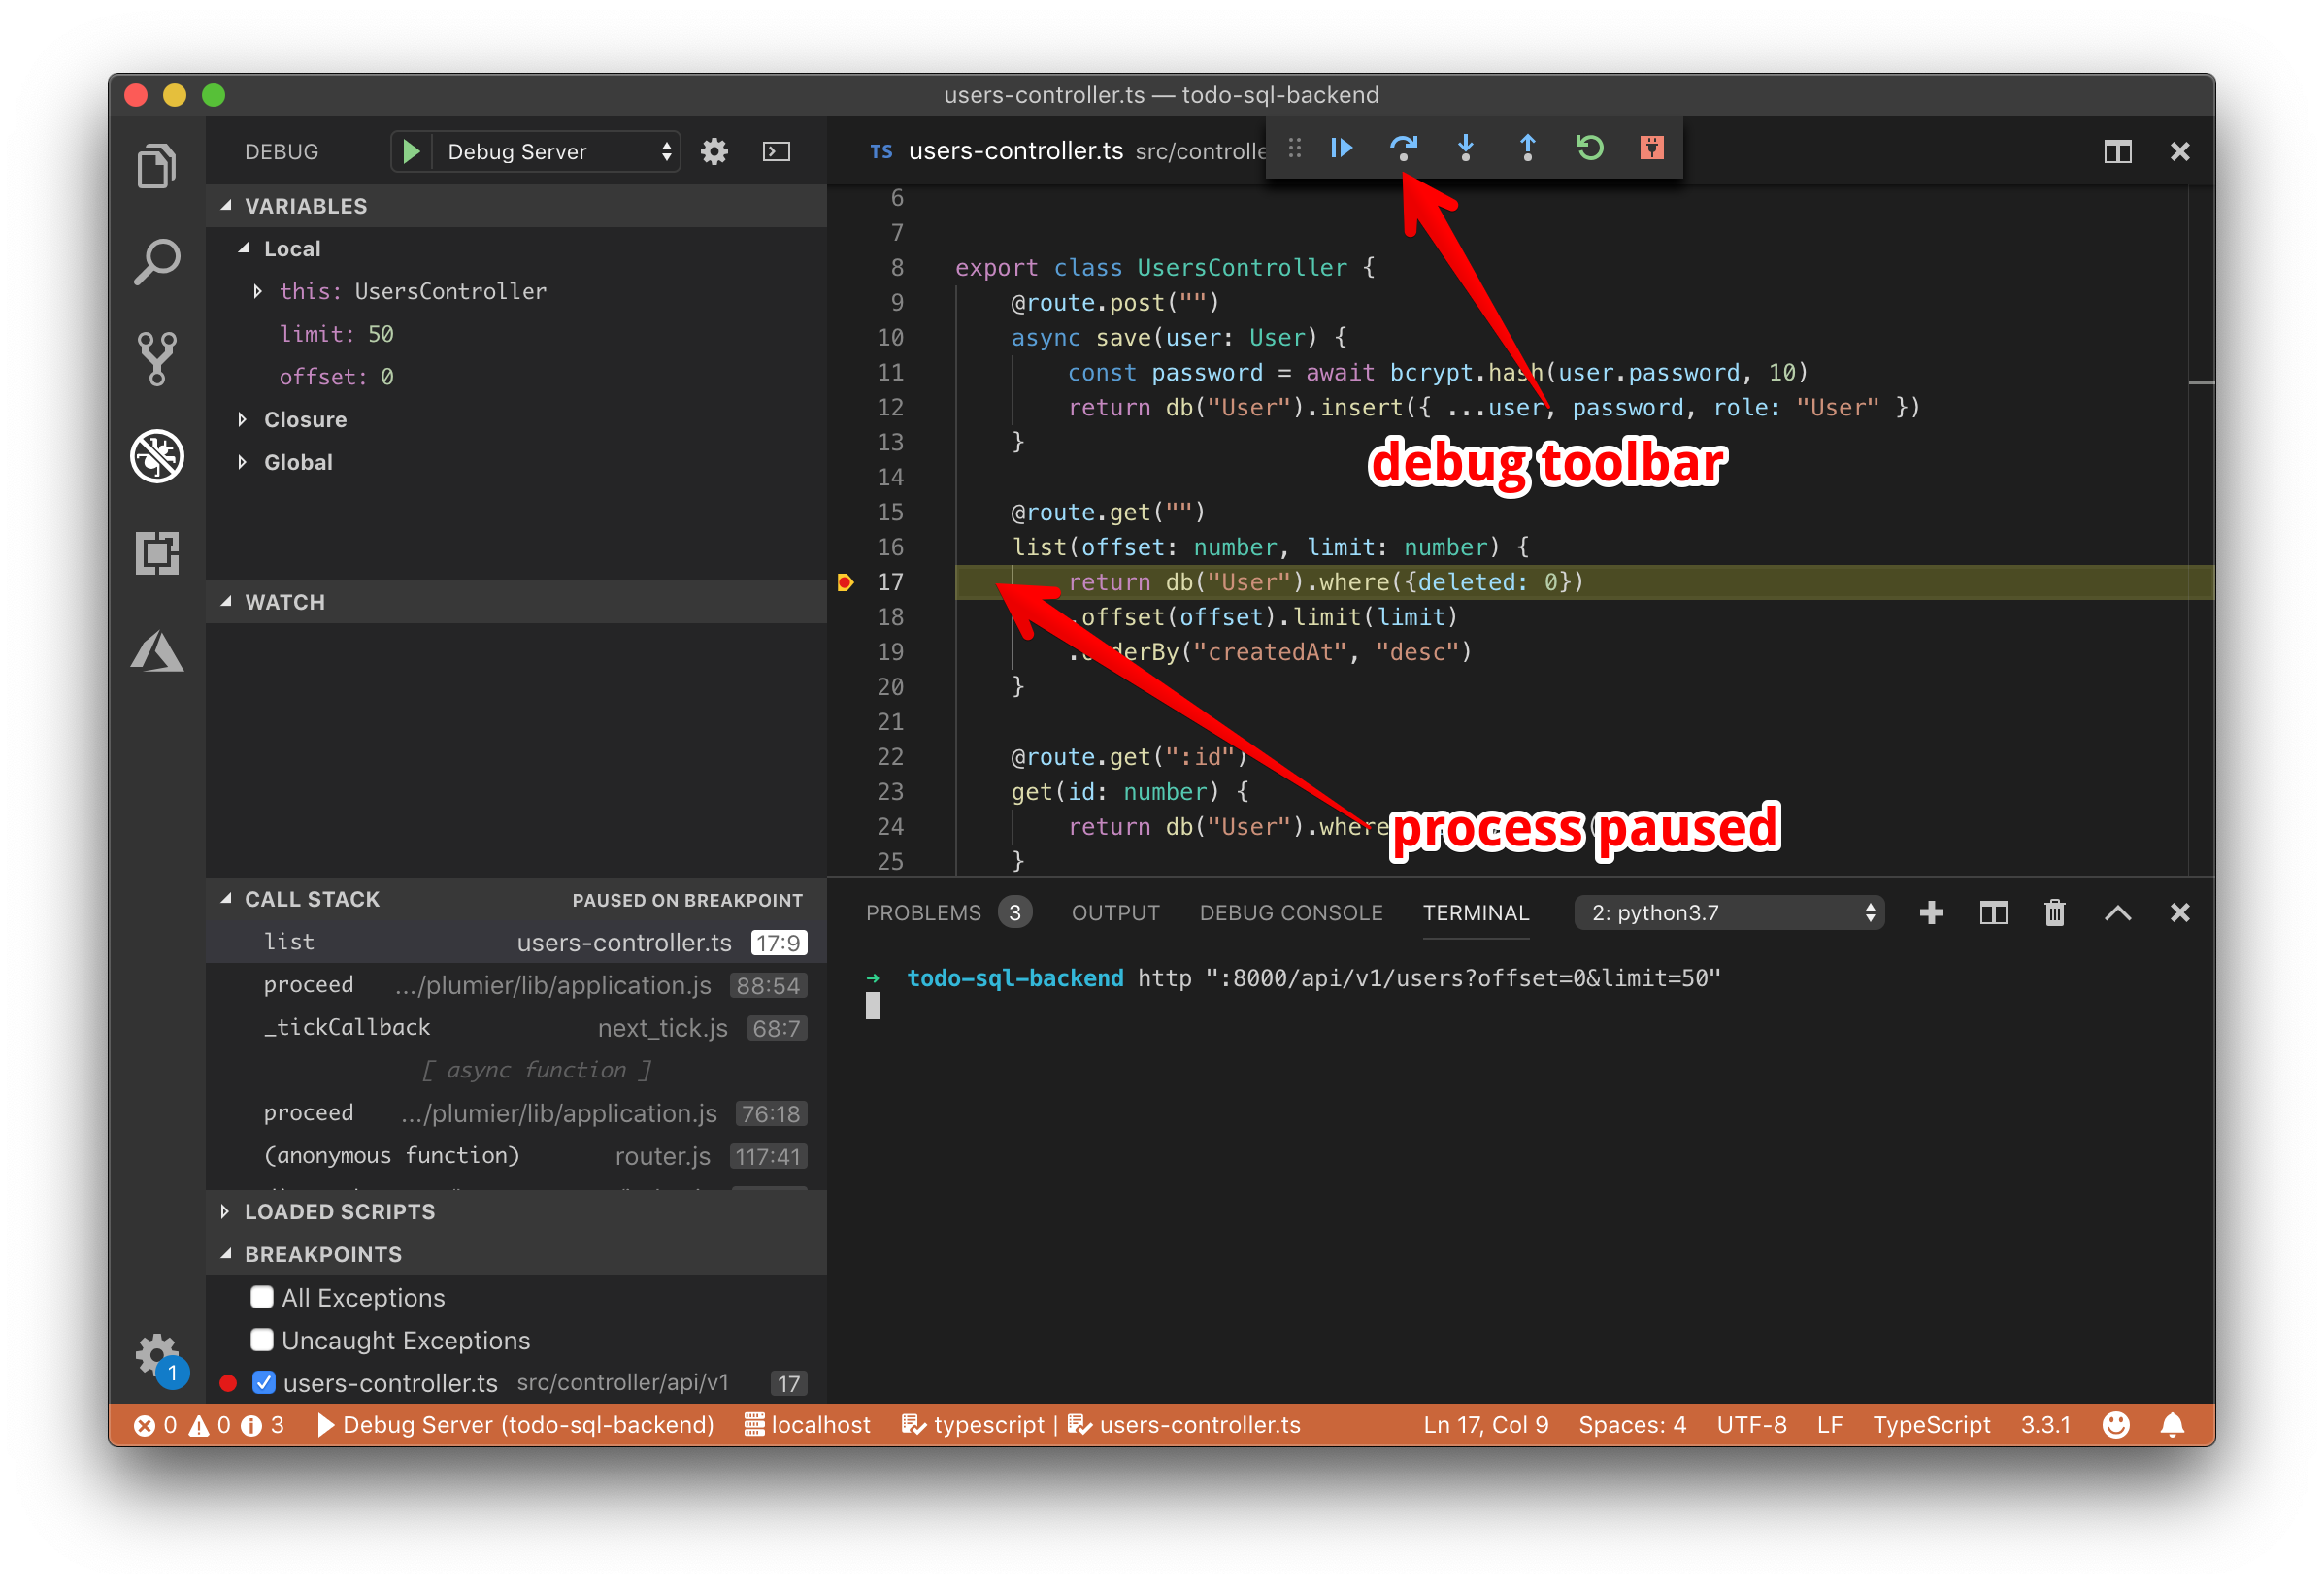 users-controller.ts — todo-sql-backend
DEBUG
Debug Server
VARIABLES
Local
this: UsersController
limit: 50
offset: 0
Closure
Global
WATCH
CALL STACK PAUSED ON BREAKPOINT
list users-controller.ts 17:9
proceed .../plumier/lib/application.js 88:54
_tickCallback next_tick.js 68:7
[ async function ]
proceed .../plumier/lib/application.js 76:18
(anonymous function) router.js 117:41
LOADED SCRIPTS
BREAKPOINTS
All Exceptions
Uncaught Exceptions
users-controller.ts src/controller/api/v1 17
1
TS users-controller.ts src/controlle
6
7
8 export class UsersController {
9 @route.post("")
10 async save(user: User) {
11 const password = await bcrypt.hash(user.password, 10)
12 return db("User").insert({ ...user, password, role: "User" })
13 }
debug toolbar
14
15 @route.get("")
16 list(offset: number, limit: number) {
17 return db("User").where({deleted: 0})
18 .offset(offset).limit(limit)
19 .orderBy("createdAt", "desc")
20 }
21
22 @route.get(":id")
23 get(id: number) {
24 return db("User").where
process paused
25 }
PROBLEMS 3 OUTPUT DEBUG CONSOLE TERMINAL 2: python3.7
→ todo-sql-backend http ":8000/api/v1/users?offset=0&limit=50"
0 0 3 Debug Server (todo-sql-backend) localhost typescript | users-controller.ts Ln 17, Col 9 Spaces: 4 UTF-8 LF TypeScript 3.3.1